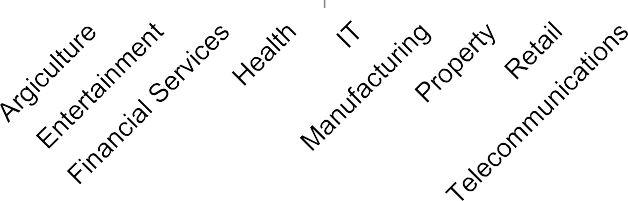 Argiculture
Entertainment
Financial Services
Health
IT
Manufacturing
Property
Retail
Telecommunications